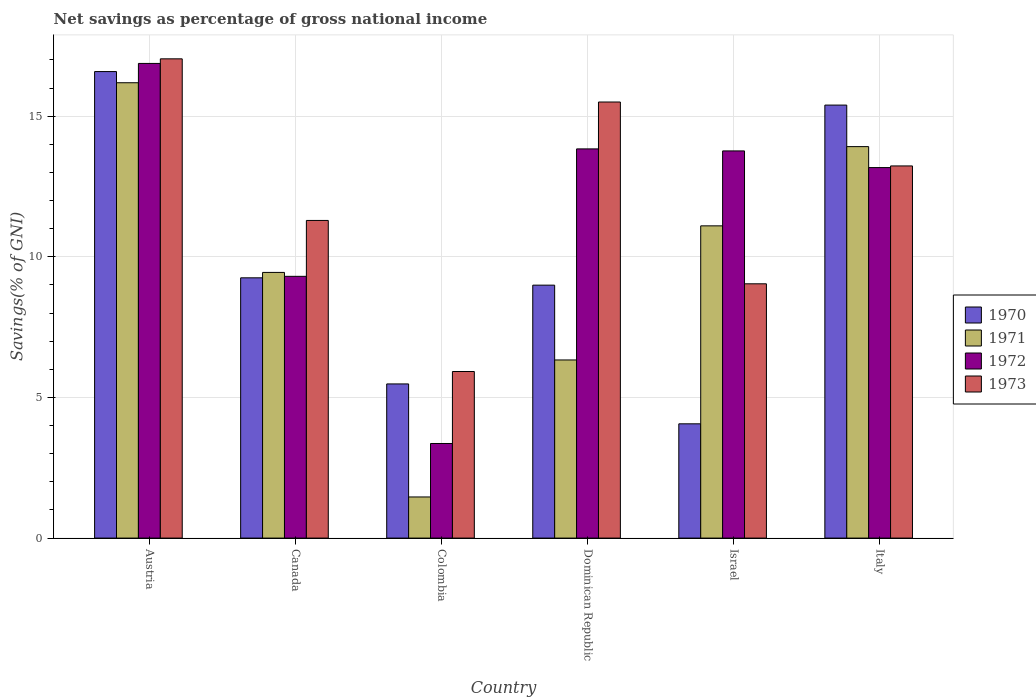 Net savings as percentage of gross national income
Savings(% of GNI)
15
10
5
0
Austria
Canada
Colombia
Dominican Republic
Israel
Italy
Country
1970
1971
1972
1973